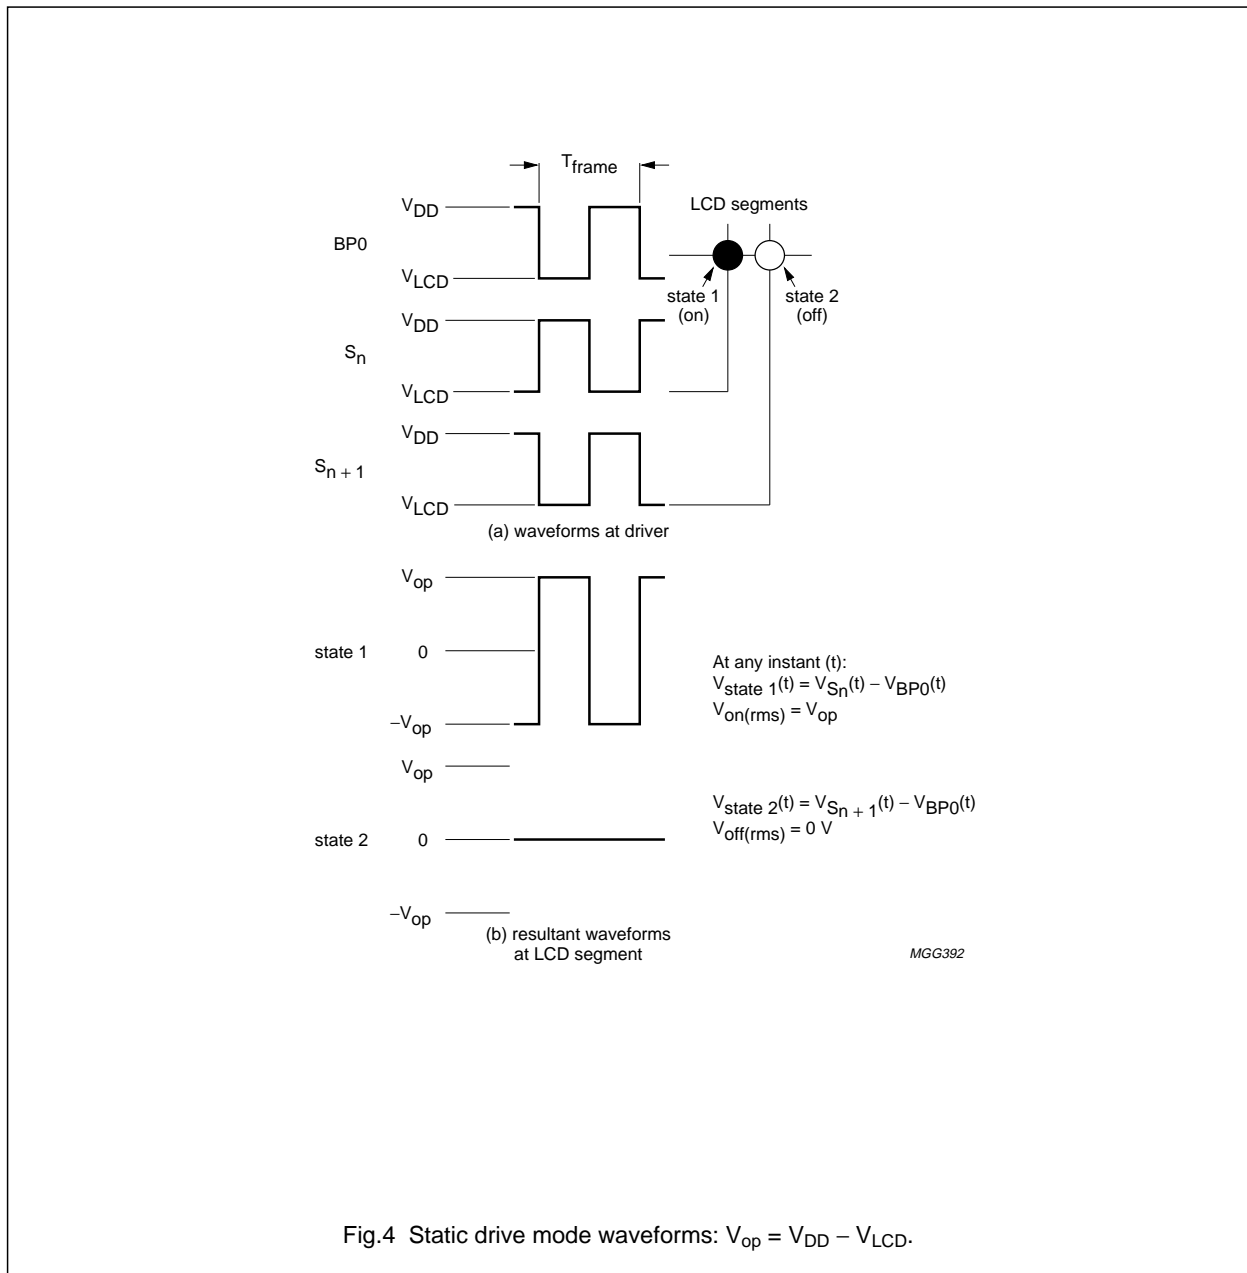 T_frame
V_DD
LCD segments
BP0
V_LCD
state 1
(on)
state 2
(off)
V_DD
S_n
V_LCD
V_DD
S_n + 1
V_LCD
(a) waveforms at driver
V_op
state 1
0
−V_op
At any instant (t):
V_state 1(t) = V_Sn(t) − V_BP0(t)
V_on(rms) = V_op
V_op
state 2
0
−V_op
V_state 2(t) = V_Sn + 1(t) − V_BP0(t)
V_off(rms) = 0 V
(b) resultant waveforms
at LCD segment
MGG392
Fig.4 Static drive mode waveforms: V_op = V_DD − V_LCD.